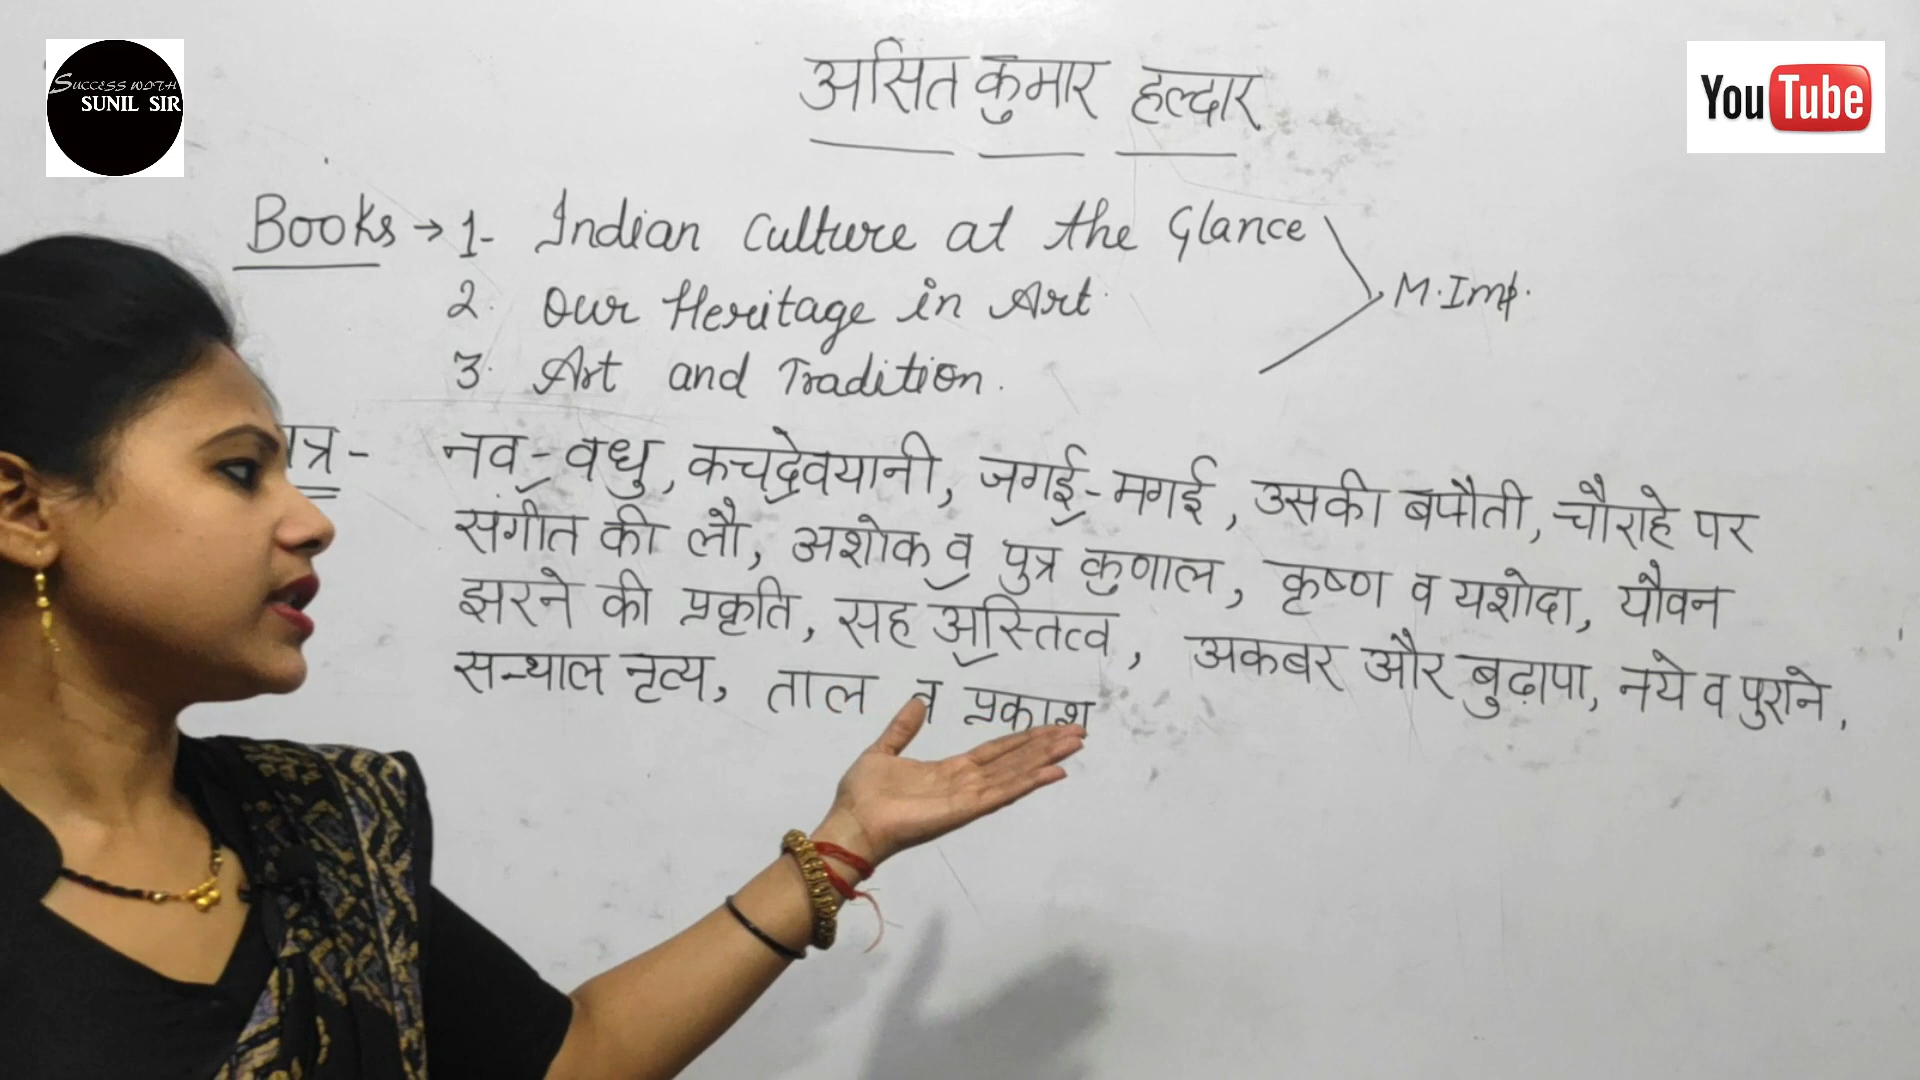 SUCCESS WITH
SUNIL SIR
YouTube
असित कुमार हल्दार
Books → 1- Indian Culture at the Glance
2. Our Heritage in Art.
M.Imp.
3. Art and Tradition.
नव-वधु, कचदेवयानी, जगई-मगई, उसकी बपौती, चौराहे पर
संगीत की लौ, अशोक व पुत्र कुणाल, कृष्ण व यशोदा, यौवन
झरने की प्रकृति, सह अस्तित्व, अकबर और बुढ़ापा, नये व पुराने,
सन्थाल नृत्य, ताल व प्रकाश